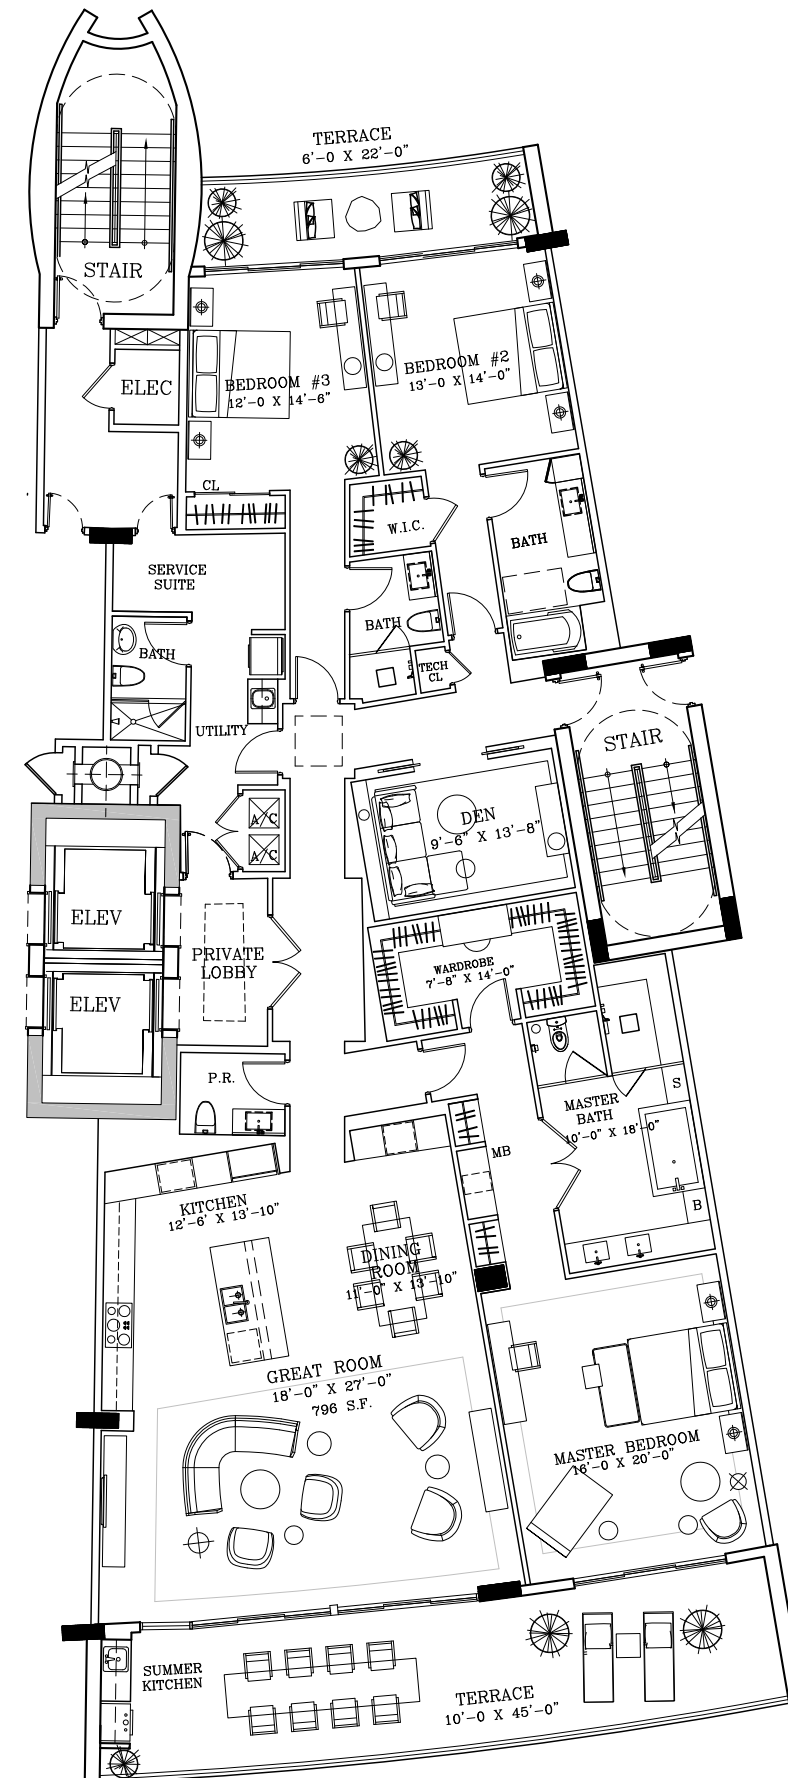 TERRACE
6'-0 X 22'-0"
STAIR
ELEC
BEDROOM #3
12'-0 X 14'-6"
BEDROOM #2
13'-0 X 14'-0"
CL
W.I.C.
BATH
SERVICE
SUITE
BATH
BATH
TECH
CL
UTILITY
STAIR
A/C
A/C
DEN
9'-6" X 13'-8"
ELEV
PRIVATE
LOBBY
WARDROBE
7'-8" X 14'-0"
ELEV
P.R.
S
MASTER
BATH
10'-0" X 18'-0"
MB
B
KITCHEN
12'-6' X 13'-10"
DINING
ROOM
11'-0" X 13'-10"
GREAT ROOM
18'-0" X 27'-0"
796 S.F.
MASTER BEDROOM
16'-0 X 20'-0"
SUMMER
KITCHEN
TERRACE
10'-0 X 45'-0"